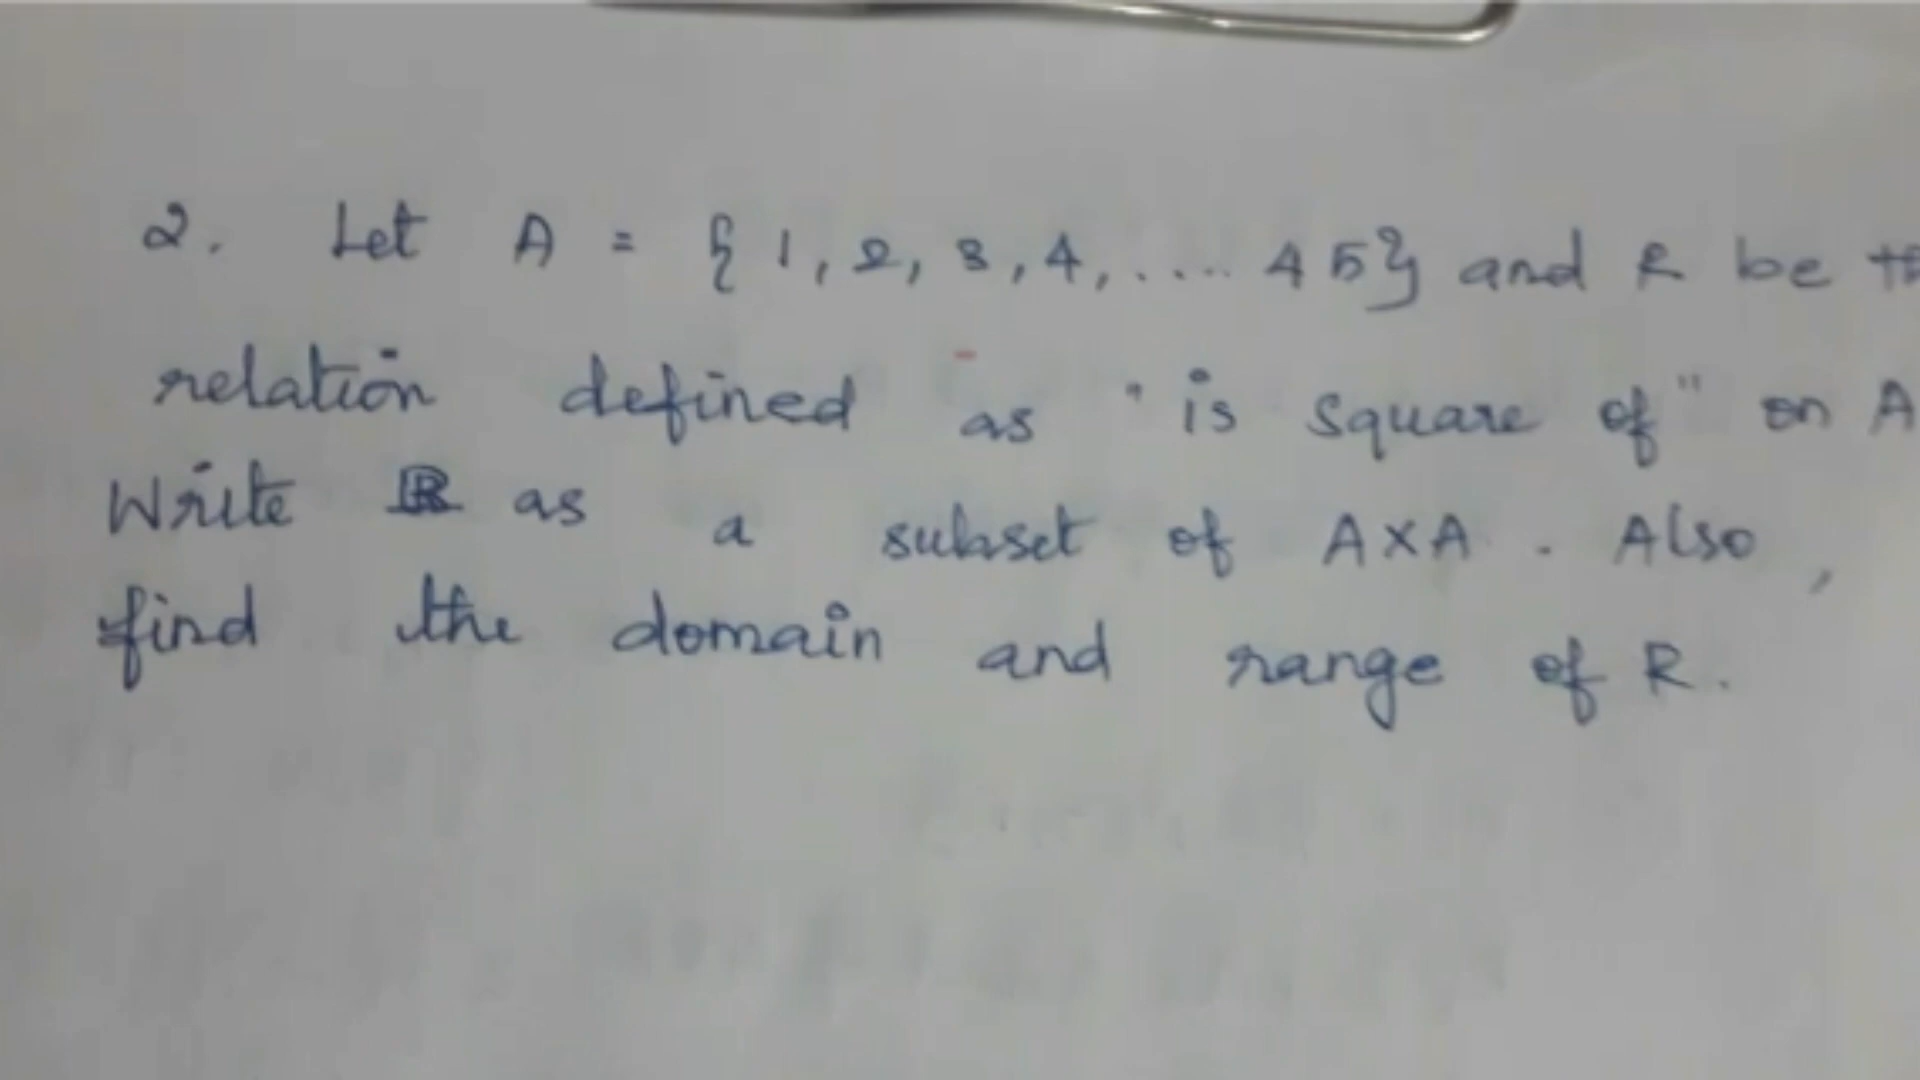 2. Let A = { 1, 2, 3, 4, .... 45} and R be
relation defined as "is square of" on A
Write R as a subset of A×A. Also,
find the domain and range of R.